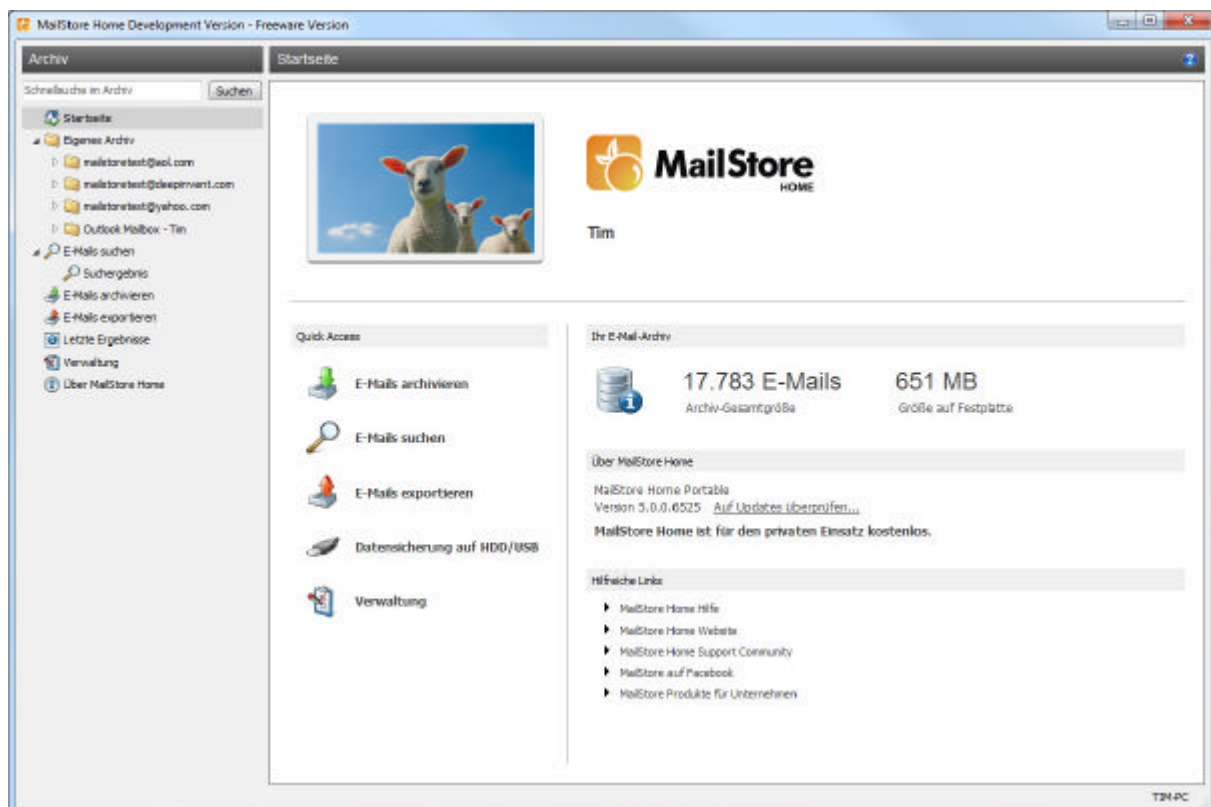 MailStore Home Development Version - Freeware Version
Archiv
Startseite
Schnellsuche im Archiv
Suchen
Startseite
Eigenes Archiv
mailstoretest@aol.com
mailstoretest@deepinvent.com
mailstoretest@yahoo.com
Outlook Mailbox - Tim
E-Mails suchen
Suchergebnis
E-Mails archivieren
E-Mails exportieren
Letzte Ergebnisse
Verwaltung
Über MailStore Home
MailStore
HOME
Tim
Quick Access
E-Mails archivieren
E-Mails suchen
E-Mails exportieren
Datensicherung auf HDD/USB
Verwaltung
Ihr E-Mail-Archiv
17.783 E-Mails 651 MB
Archiv-Gesamtgröße Größe auf Festplatte
Über MailStore Home
MailStore Home Portable
Version 5.0.0.6525 Auf Updates überprüfen...
MailStore Home ist für den privaten Einsatz kostenlos.
Hilfreiche Links
MailStore Home Hilfe
MailStore Home Website
MailStore Home Support Community
MailStore auf Facebook
MailStore Produkte für Unternehmen
TIM-PC